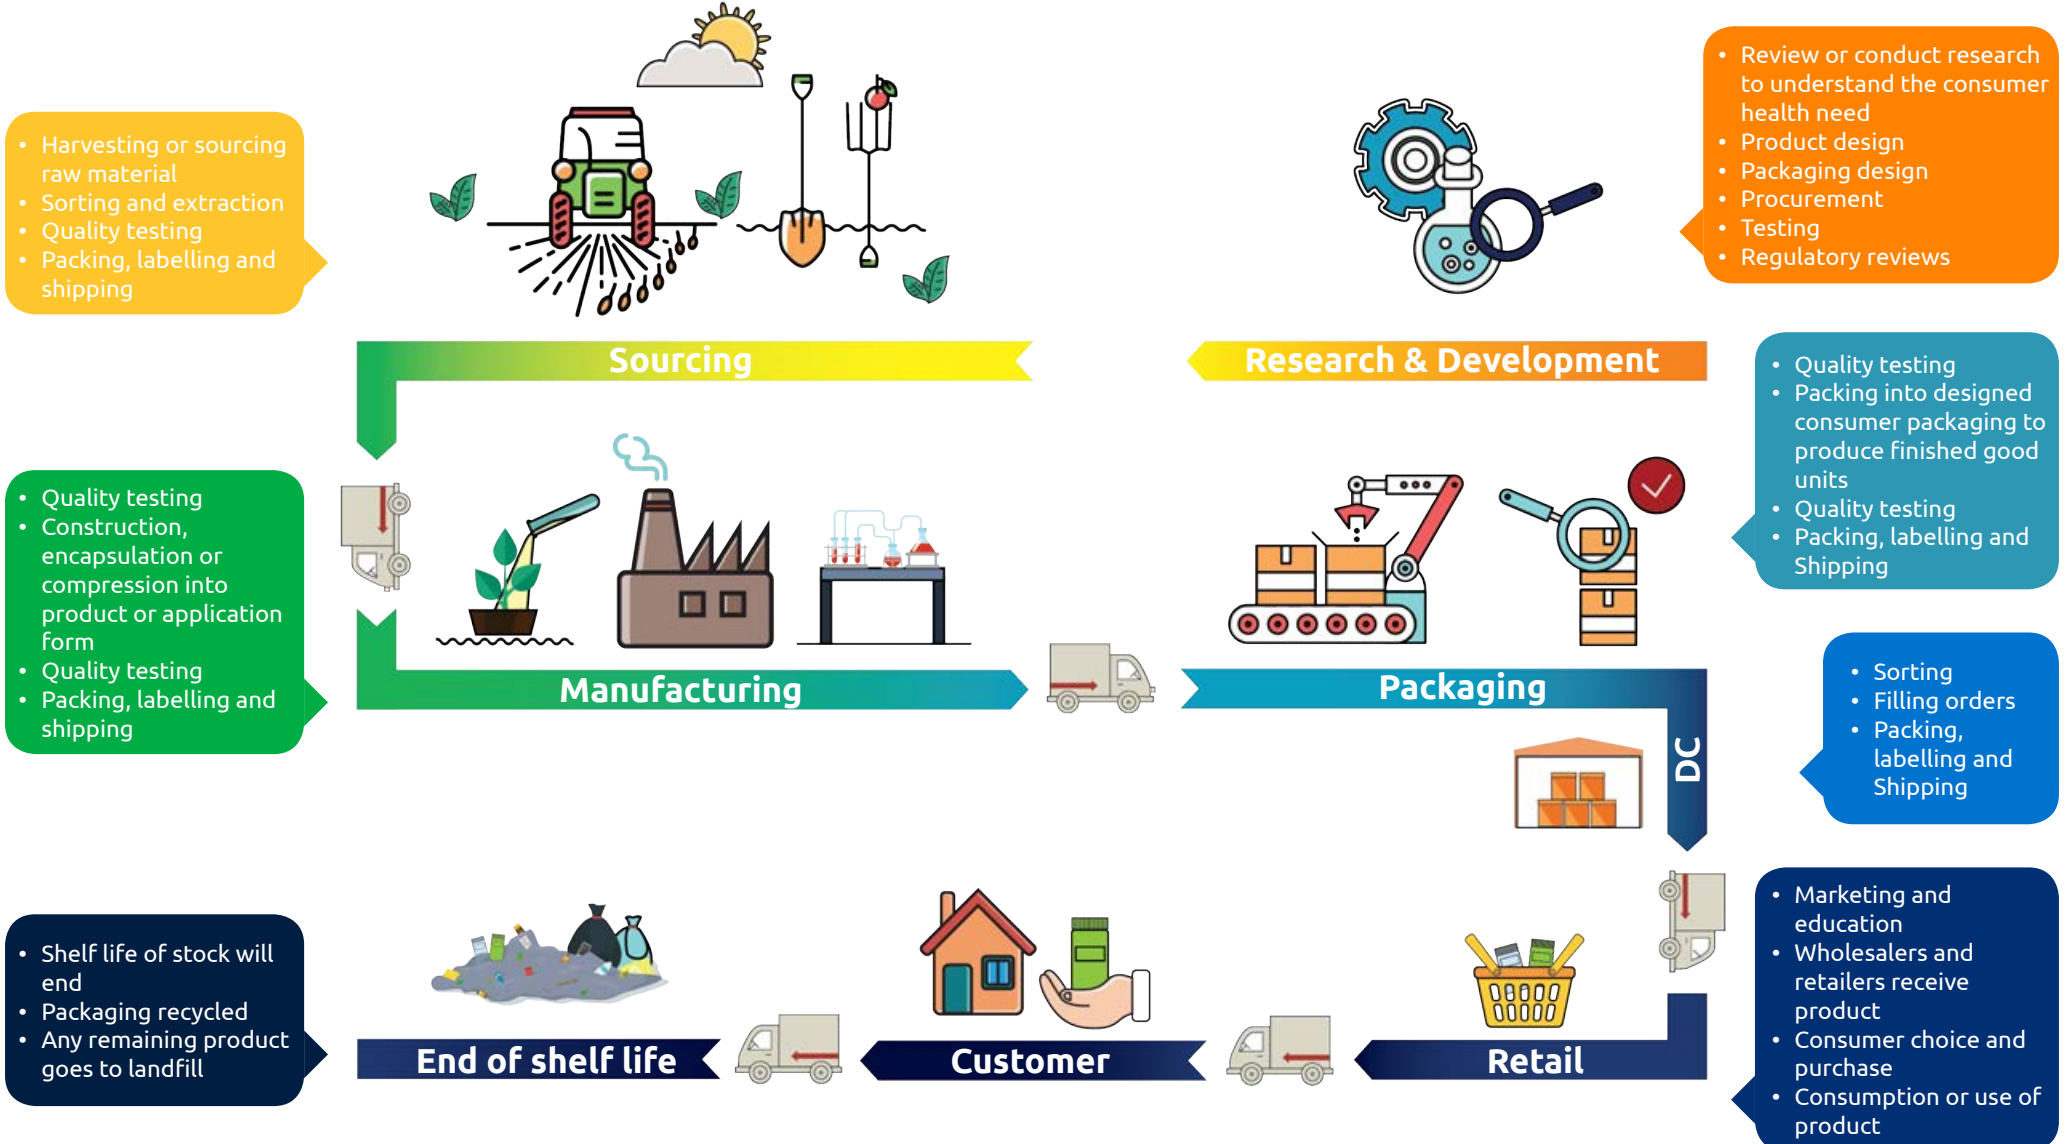 • Review or conduct research
to understand the consumer
health need
• Product design
• Packaging design
• Procurement
• Testing
• Regulatory reviews
• Harvesting or sourcing
raw material
• Sorting and extraction
• Quality testing
• Packing, labelling and
shipping
Sourcing
Research & Development
• Quality testing
• Packing into designed
consumer packaging to
produce finished good
units
• Quality testing
• Packing, labelling and
Shipping
• Quality testing
• Construction,
encapsulation or
compression into
product or application
form
• Quality testing
• Packing, labelling and
shipping
Manufacturing
Packaging
DC
• Sorting
• Filling orders
• Packing,
labelling and
Shipping
• Marketing and
education
• Wholesalers and
retailers receive
product
• Consumer choice and
purchase
• Consumption or use of
product
• Shelf life of stock will
end
• Packaging recycled
• Any remaining product
goes to landfill
End of shelf life
Customer
Retail